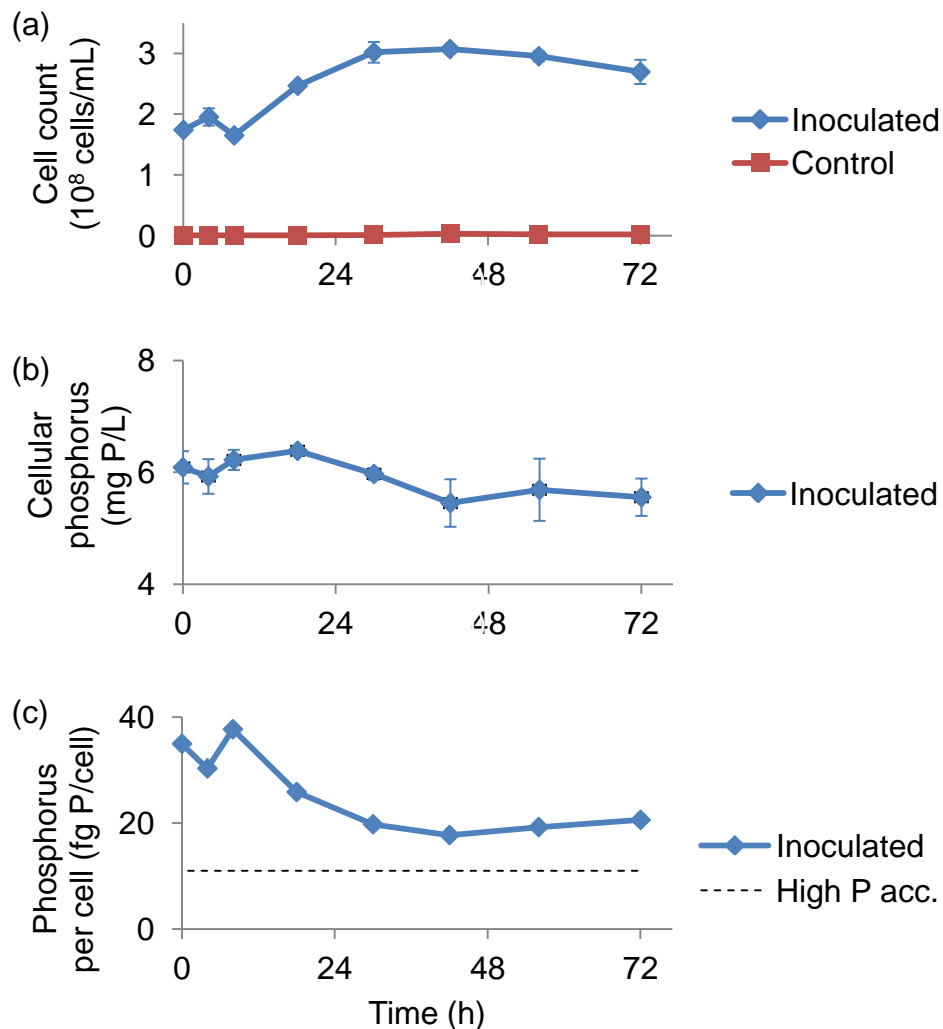 (a)
Cell count
(10⁸ cells/mL)
3
2
1
0
0 24 48 72
Inoculated
Control
(b)
Cellular
phosphorus
(mg P/L)
8
6
4
0 24 48 72
Inoculated
(c)
Phosphorus
per cell (fg P/cell)
40
20
0
0 24 48 72
Time (h)
Inoculated
High P acc.